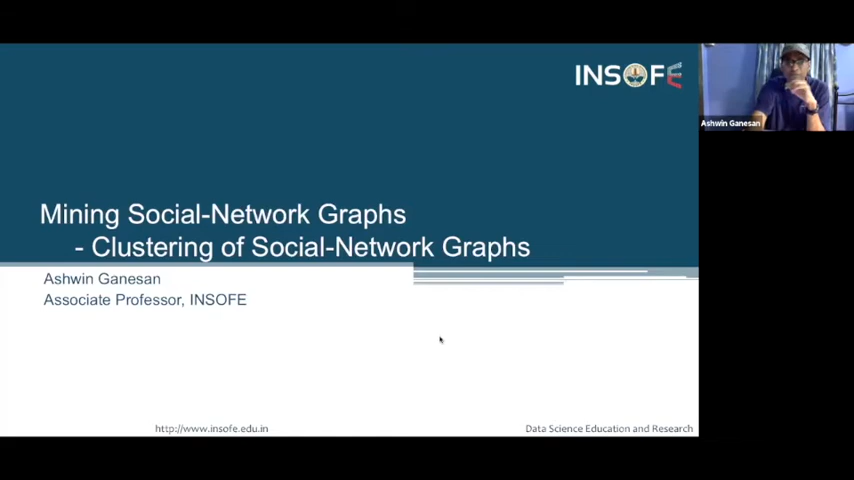 INSOFE
Ashwin Ganesan
Mining Social-Network Graphs
- Clustering of Social-Network Graphs
Ashwin Ganesan
Associate Professor, INSOFE
http://www.insofe.edu.in
Data Science Education and Research